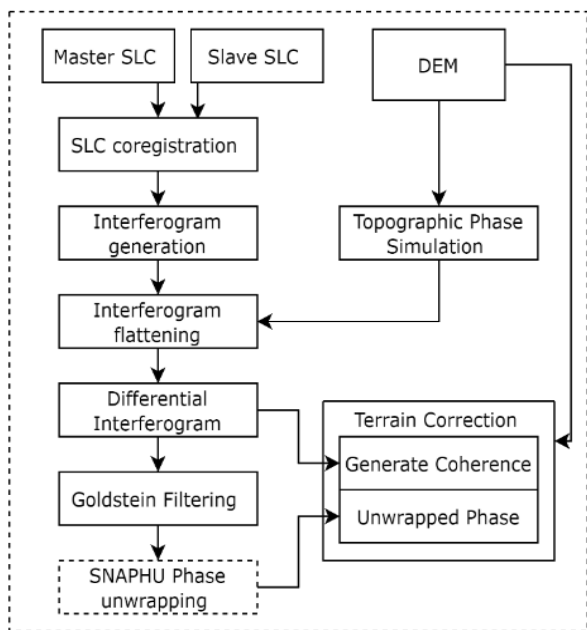 Master SLC
Slave SLC
DEM
SLC coregistration
Interferogram
generation
Topographic Phase
Simulation
Interferogram
flattening
Differential
Interferogram
Terrain Correction
Generate Coherence
Goldstein Filtering
Unwrapped Phase
SNAPHU Phase
unwrapping